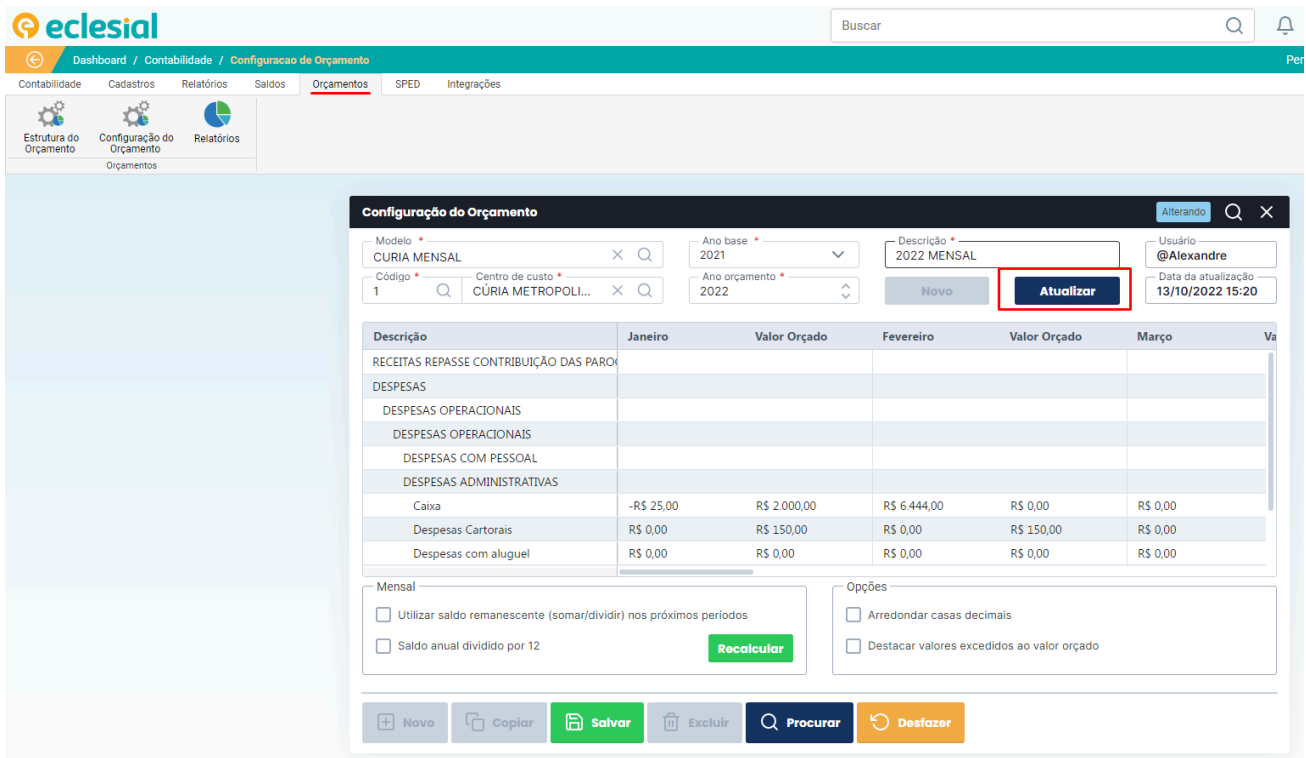 eclesial
Buscar
Dashboard / Contabilidade / Configuracao de Orçamento
Per
Contabilidade Cadastros Relatórios Saldos Orçamentos SPED Integrações
Estrutura do Orçamento
Configuração do Orçamento
Relatórios
Orçamentos
Configuração do Orçamento
Alterando
Modelo *
CURIA MENSAL
Ano base *
2021
Descrição *
2022 MENSAL
Usuário
@Alexandre
Código *
1
Centro de custo *
CÚRIA METROPOLI...
Ano orçamento *
2022
Novo
Atualizar
Data da atualização
13/10/2022 15:20
Descrição Janeiro Valor Orçado Fevereiro Valor Orçado Março Va
RECEITAS REPASSE CONTRIBUIÇÃO DAS PARO
DESPESAS
DESPESAS OPERACIONAIS
DESPESAS OPERACIONAIS
DESPESAS COM PESSOAL
DESPESAS ADMINISTRATIVAS
Caixa -R$ 25,00 R$ 2.000,00 R$ 6.444,00 R$ 0,00 R$ 0,00
Despesas Cartorais R$ 0,00 R$ 150,00 R$ 0,00 R$ 150,00 R$ 0,00
Despesas com aluguel R$ 0,00 R$ 0,00 R$ 0,00 R$ 0,00 R$ 0,00
Mensal
Utilizar saldo remanescente (somar/dividir) nos próximos períodos
Saldo anual dividido por 12
Recalcular
Opções
Arredondar casas decimais
Destacar valores excedidos ao valor orçado
Novo Copiar Salvar Excluir Procurar Desfazer